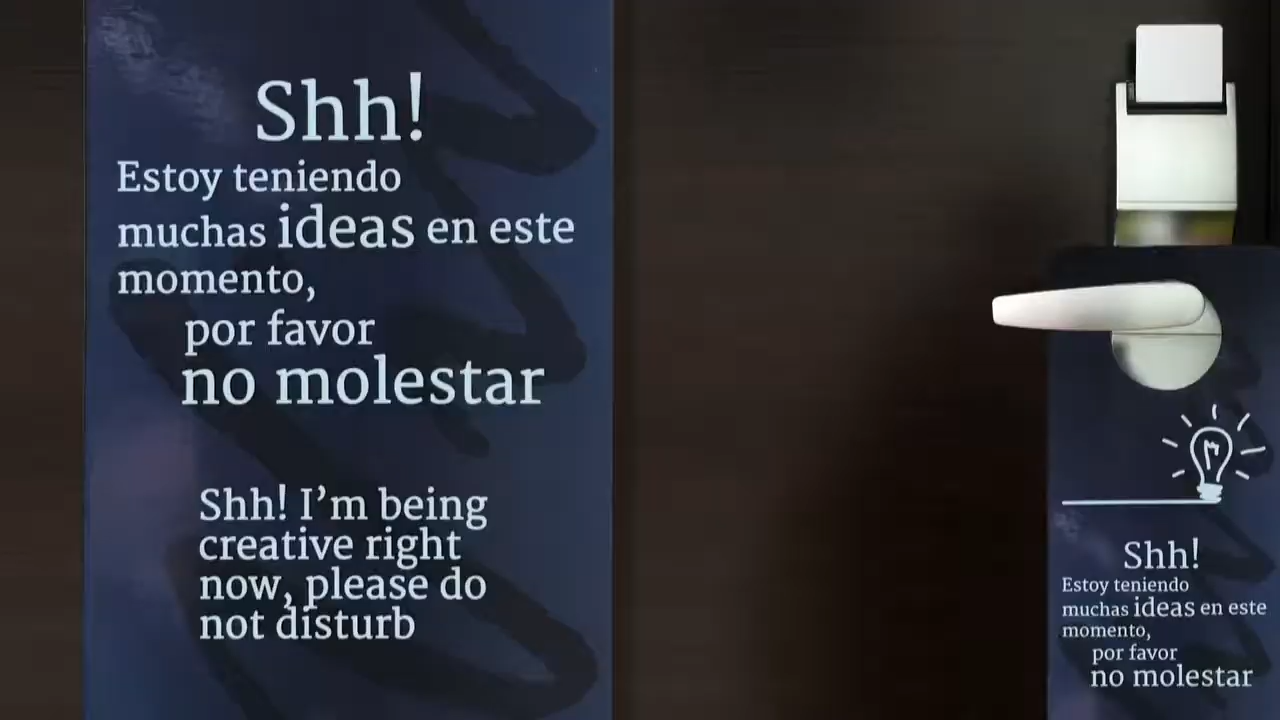 Shh!
Estoy teniendo
muchas ideas en este
momento,
por favor
no molestar
Shh! I’m being
creative right
now, please do
not disturb
Shh!
Estoy teniendo
muchas ideas en este
momento,
por favor
no molestar